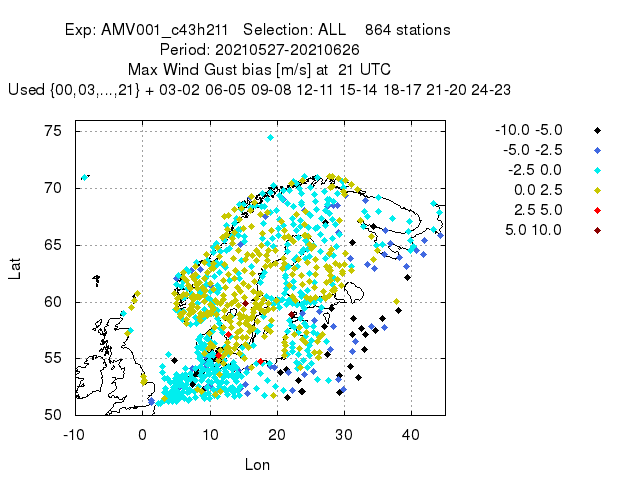 Exp: AMV001_c43h211   Selection: ALL    864 stations
Period: 20210527-20210626
Max Wind Gust bias [m/s] at  21 UTC
Used {00,03,...,21} + 03-02 06-05 09-08 12-11 15-14 18-17 21-20 24-23
-10.0 -5.0
-5.0 -2.5
-2.5 0.0
0.0 2.5
2.5 5.0
5.0 10.0
75
70
65
60
55
50
Lat
-10 0 10 20 30 40
Lon